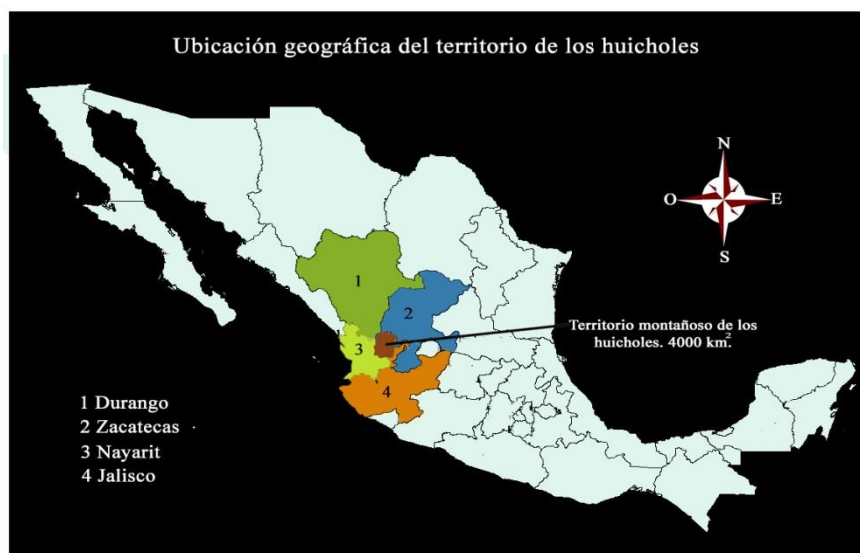 Ubicación geográfica del territorio de los huicholes
N
O
E
S
1
2
3
4
Territorio montañoso de los
huicholes. 4000 km².
1 Durango
2 Zacatecas
3 Nayarit
4 Jalisco